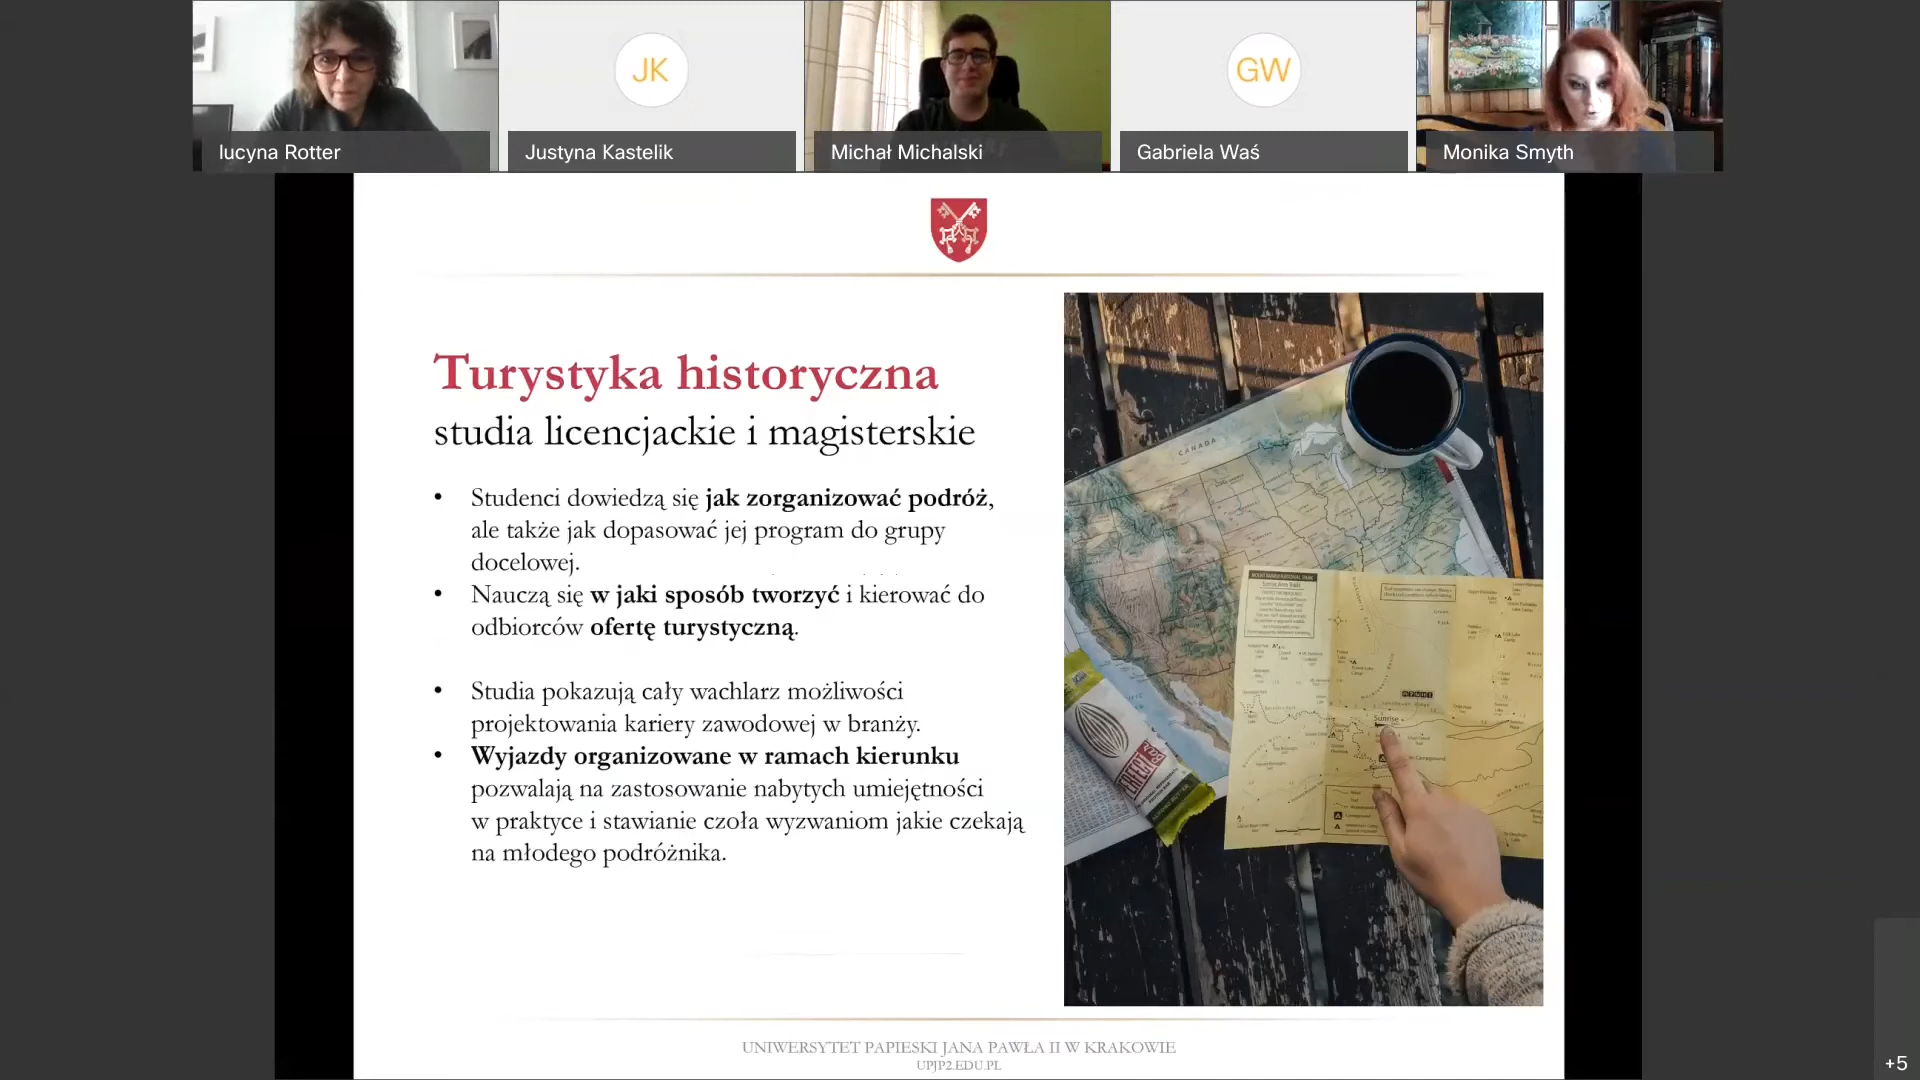 lucyna Rotter
JK
Justyna Kastelik
Michał Michalski
GW
Gabriela Waś
Monika Smyth
Turystyka historyczna
studia licencjackie i magisterskie
• Studenci dowiedzą się jak zorganizować podróż,
ale także jak dopasować jej program do grupy
docelowej.
• Nauczą się w jaki sposób tworzyć i kierować do
odbiorców ofertę turystyczną.
• Studia pokazują cały wachlarz możliwości
projektowania kariery zawodowej w branży.
• Wyjazdy organizowane w ramach kierunku
pozwalają na zastosowanie nabytych umiejętności
w praktyce i stawianie czoła wyzwaniom jakie czekają
na młodego podróżnika.
CANADA
Sunrise
PERFECT
UNIWERSYTET PAPIESKI JANA PAWŁA II W KRAKOWIE
UPJP2.EDU.PL
+5